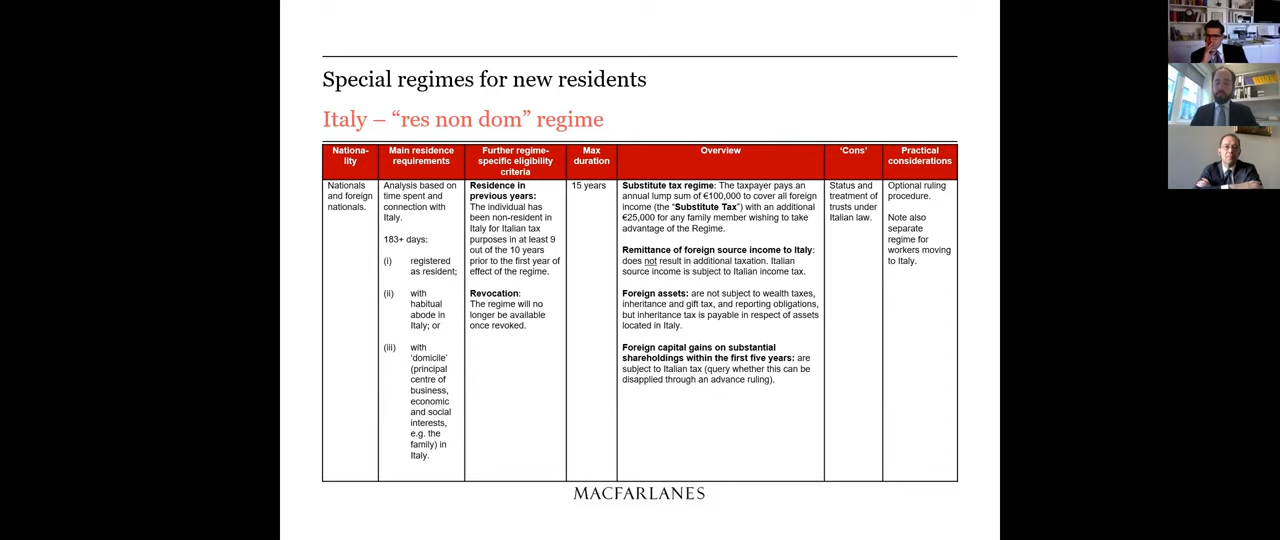 Special regimes for new residents
Italy – “res non dom” regime
Nationa-
lity
Main residence
requirements
Further regime-
specific eligibility
criteria
Max
duration
Overview
‘Cons’
Practical
considerations
Nationals
and foreign
nationals.
Analysis based on
time spent and
connection with
Italy.
183+ days:
(i) registered
as resident;
(ii) with
habitual
abode in
Italy; or
(iii) with
‘domicile’
(principal
centre of
business,
economic
and social
interests,
e.g. the
family) in
Italy.
Residence in
previous years:
The individual has
been non-resident in
Italy for Italian tax
purposes in at least 9
out of the 10 years
prior to the first year of
effect of the regime.
Revocation:
The regime will no
longer be available
once revoked.
15 years
Substitute tax regime: The taxpayer pays an
annual lump sum of €100,000 to cover all foreign
income (the “Substitute Tax”) with an additional
€25,000 for any family member wishing to take
advantage of the Regime.
Remittance of foreign source income to Italy:
does not result in additional taxation. Italian
source income is subject to Italian income tax.
Foreign assets: are not subject to wealth taxes,
inheritance and gift tax, and reporting obligations,
but inheritance tax is payable in respect of assets
located in Italy.
Foreign capital gains on substantial
shareholdings within the first five years: are
subject to Italian tax (query whether this can be
disapplied through an advance ruling).
Status and
treatment of
trusts under
Italian law.
Optional ruling
procedure.
Note also
separate
regime for
workers moving
to Italy.
MACFARLANES